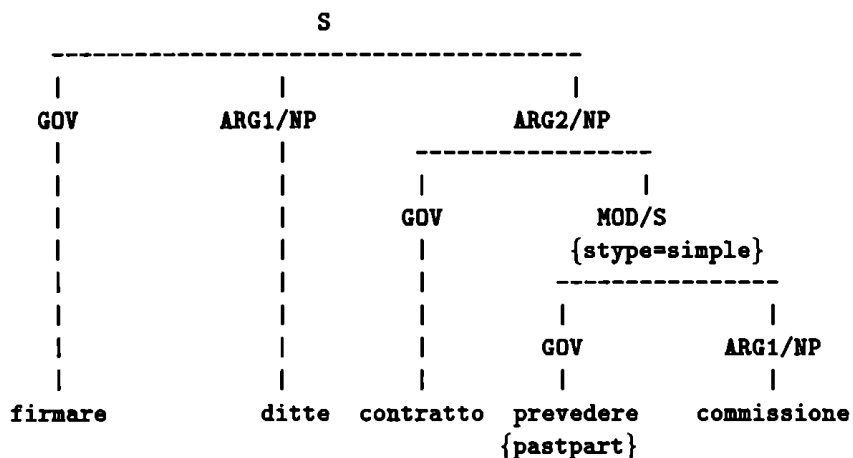 S
GOV ARG1/NP ARG2/NP
GOV MOD/S
{stype=simple}
GOV ARG1/NP
firmare ditte contratto prevedere commissione
{pastpart}